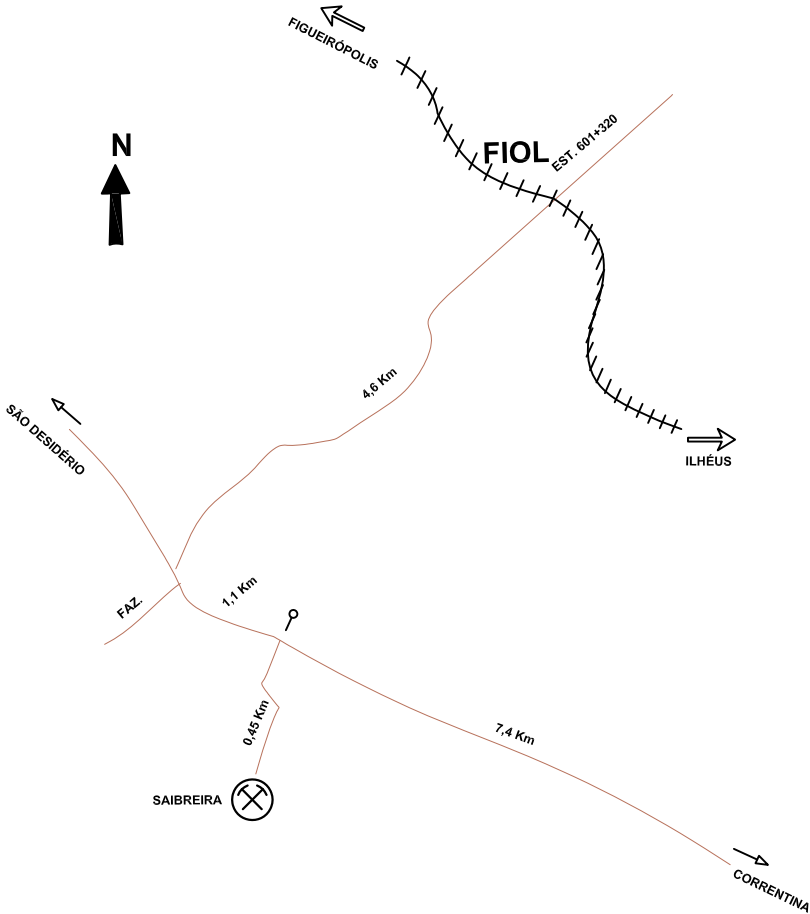 FIGUEIRÓPOLIS
N
FIOL
EST. 601+320
4,6 Km
SÃO DESIDÉRIO
ILHÉUS
FAZ.
1,1 Km
0,45 Km
7,4 Km
SAIBREIRA
CORRENTINA